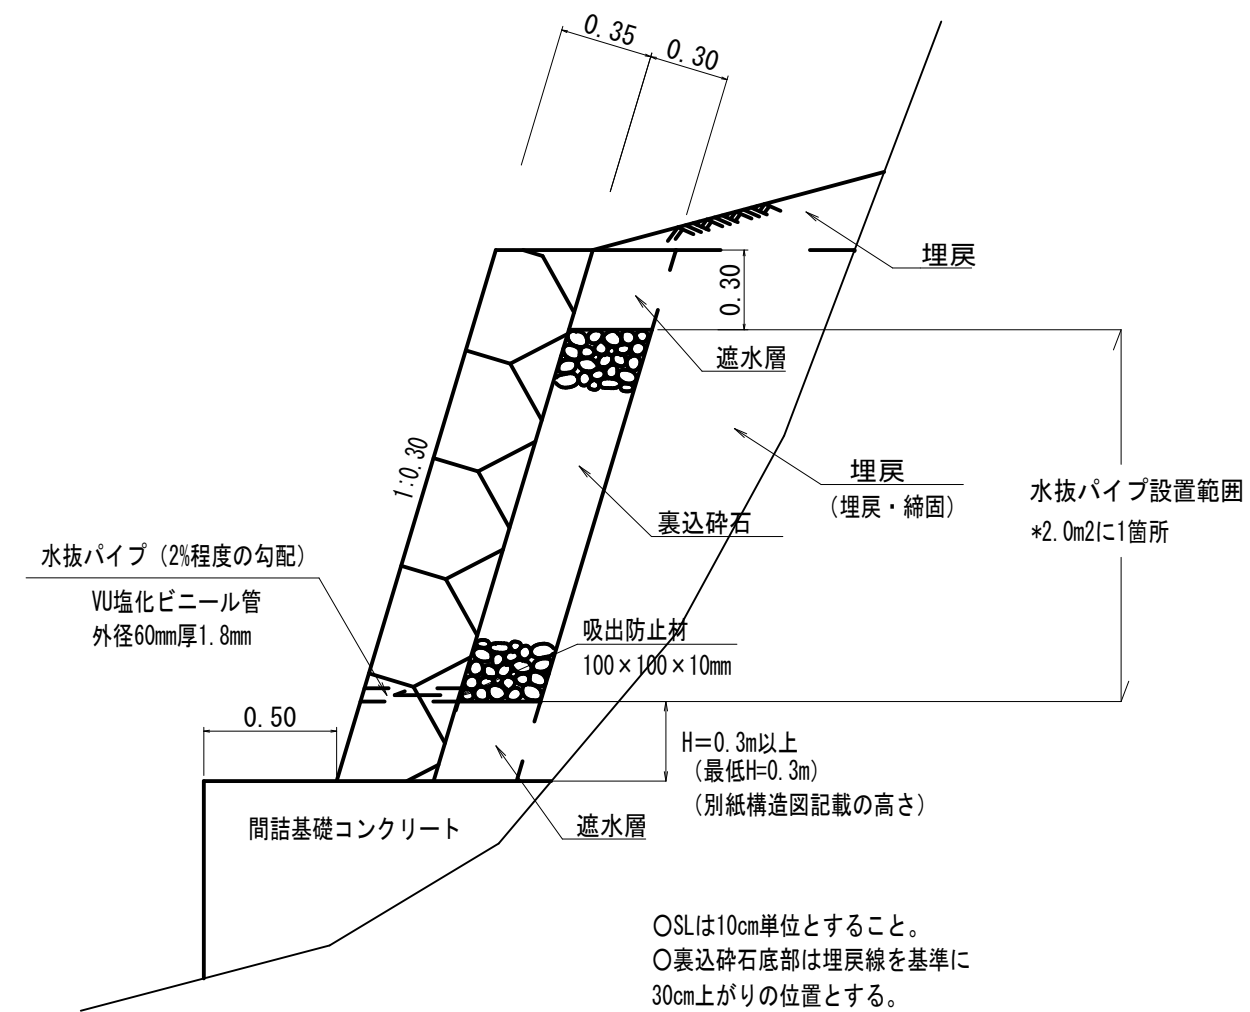 0.35
0.30
埋戻
0.30
遮水層
1:0.30
埋戻
(埋戻・締固)
水抜パイプ設置範囲
*2.0m2に1箇所
裏込砕石
水抜パイプ(2%程度の勾配)
VU塩化ビニール管
外径60mm厚1.8mm
吸出防止材
100×100×10mm
0.50
H=0.3m以上
(最低H=0.3m)
(別紙構造図記載の高さ)
間詰基礎コンクリート
遮水層
○SLは10cm単位とすること。
○裏込砕石底部は埋戻線を基準に
30cm上がりの位置とする。